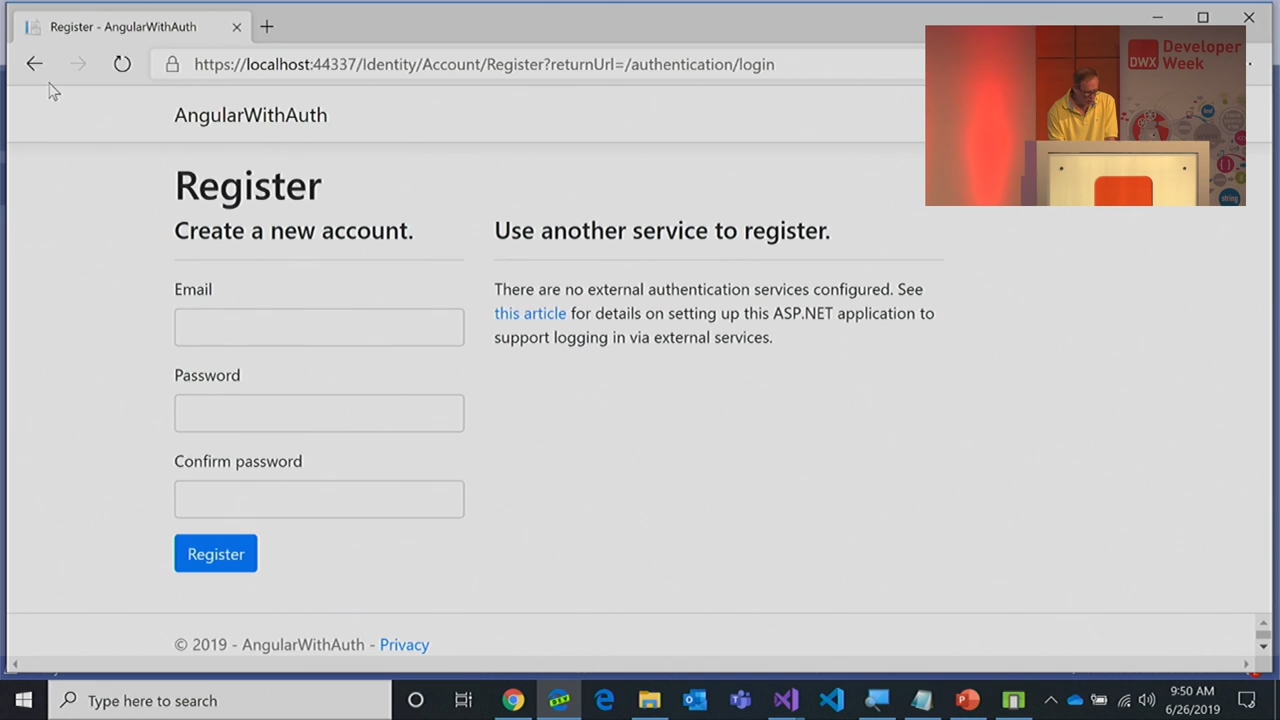 Register - AngularWithAuth
https://localhost:44337/Identity/Account/Register?returnUrl=/authentication/login
DWX Developer
Week
AngularWithAuth
string
Register
Create a new account.
Use another service to register.
Email
There are no external authentication services configured. See
this article for details on setting up this ASP.NET application to
support logging in via external services.
Password
Confirm password
Register
© 2019 - AngularWithAuth - Privacy
Type here to search
9:50 AM
6/26/2019